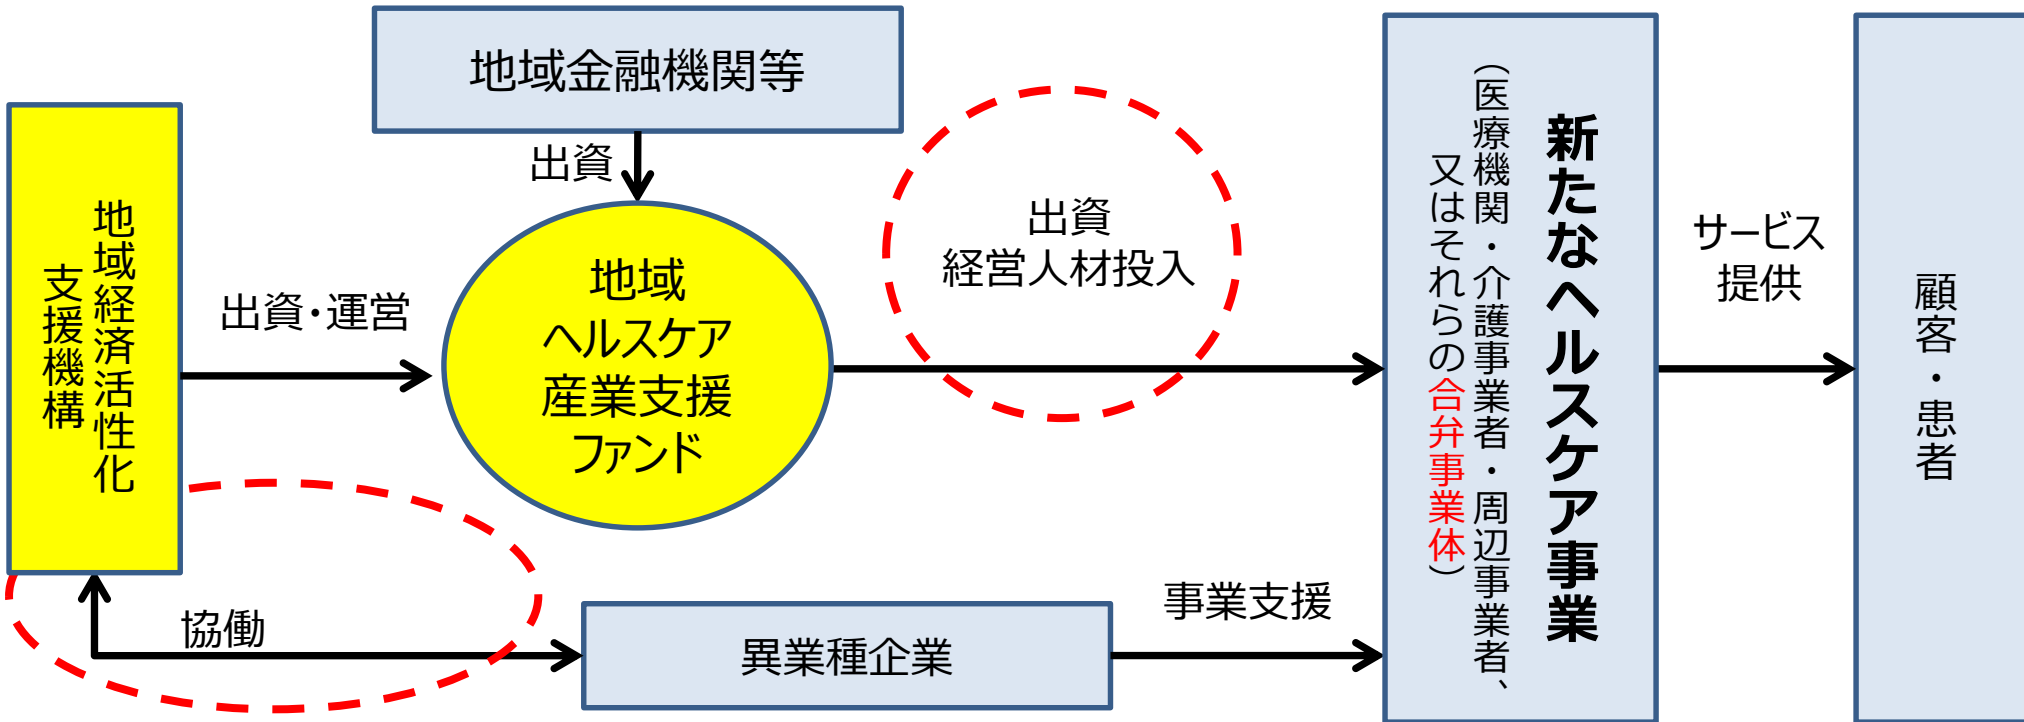 地域金融機関等
出資
地域経済活性化
支援機構
出資・運営
地域
ヘルスケア
産業支援
ファンド
出資
経営人材投入
新たなヘルスケア事業
（医療機関・介護事業者・周辺事業者、
又はそれらの合弁事業体）
サービス
提供
顧客・患者
協働
異業種企業
事業支援